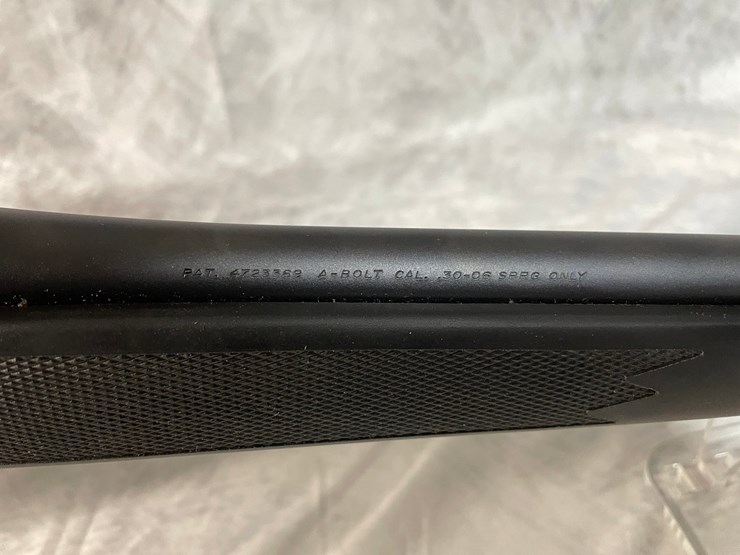 PAT. 4723369 A-BOLT CAL. .30-06 SPRG ONLY